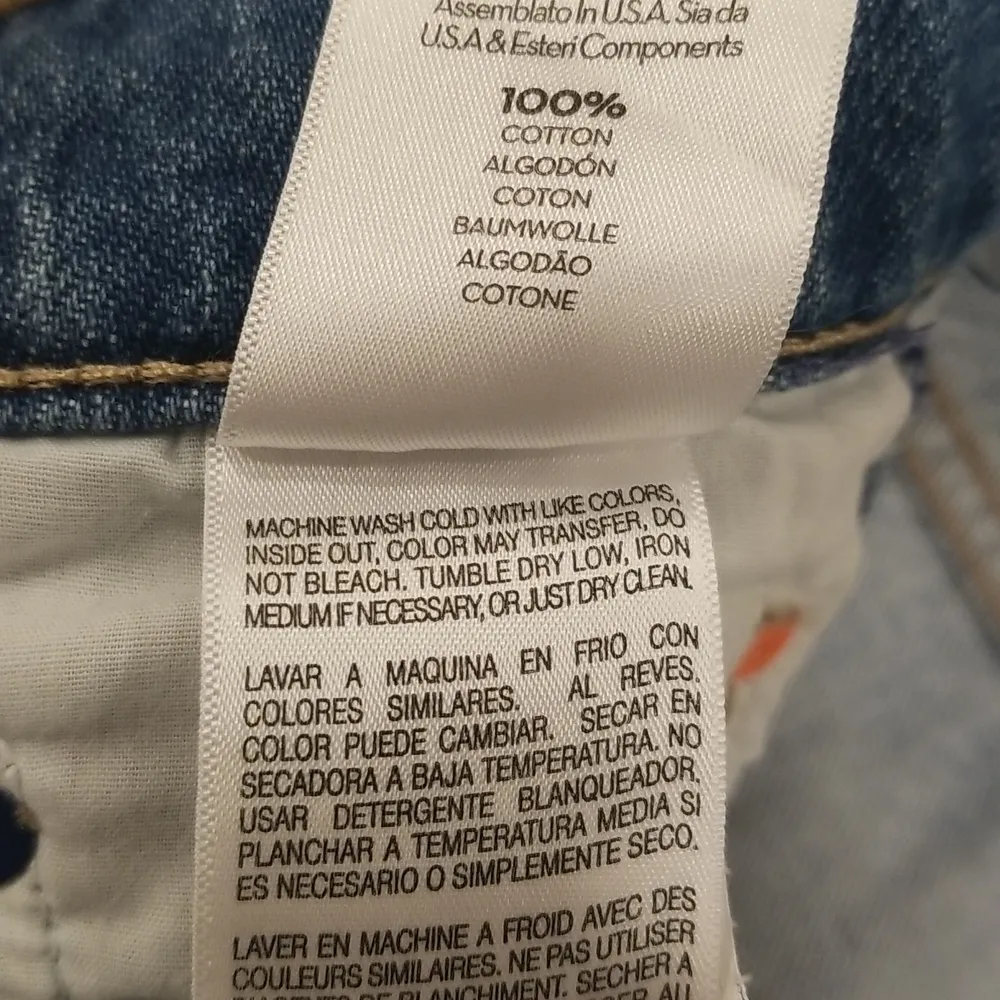 Assemblato In U.S.A. Sia da
U.S.A & Esteri Components
100%
COTTON
ALGODÓN
COTON
BAUMWOLLE
ALGODÃO
COTONE
MACHINE WASH COLD WITH LIKE COLORS,
INSIDE OUT, COLOR MAY TRANSFER, DO
NOT BLEACH. TUMBLE DRY LOW, IRON
MEDIUM IF NECESSARY, OR JUST DRY CLEAN.
LAVAR A MAQUINA EN FRIO CON
COLORES SIMILARES. AL REVES.
COLOR PUEDE CAMBIAR. SECAR EN
SECADORA A BAJA TEMPERATURA. NO
USAR DETERGENTE BLANQUEADOR.
PLANCHAR A TEMPERATURA MEDIA SI
ES NECESARIO O SIMPLEMENTE SECO.
LAVER EN MACHINE A FROID AVEC DES
COULEURS SIMILAIRES. NE PAS UTILISER
DE PLANCHIMENT. SECHER A
AU